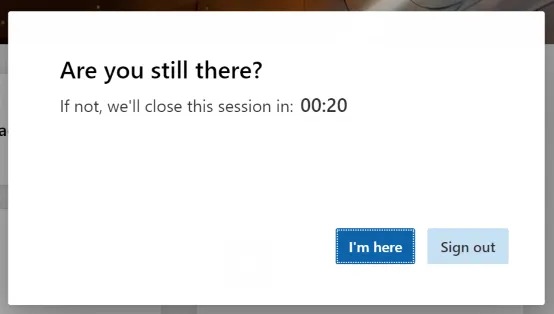 Are you still there?
If not, we'll close this session in: 00:20
I'm here
Sign out